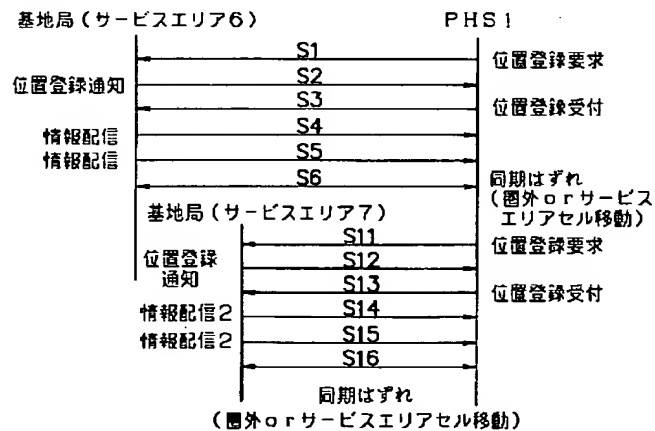 基地局(サービスエリア6) PHS1
S1 位置登録要求
位置登録通知 S2
S3 位置登録受付
情報配信 S4
情報配信 S5
S6 同期はずれ
(圏外orサービス
エリアセル移動)
基地局(サービスエリア7)
S11 位置登録要求
位置登録 S12
通知
S13 位置登録受付
情報配信2 S14
情報配信2 S15
S16
同期はずれ
(圏外orサービスエリアセル移動)